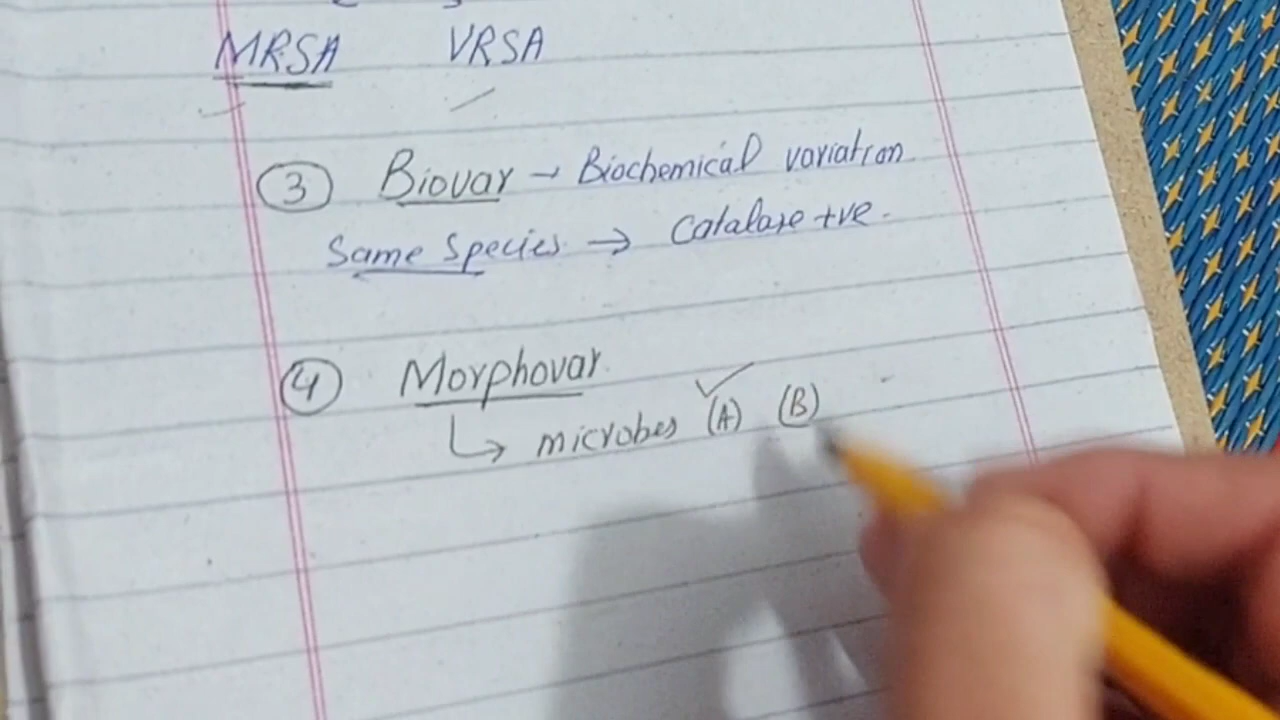 MRSA VRSA
③ Biovar → Biochemical variation
Same Species → Catalase +ve.
④ Morphovar.
↳ microbes (A) (B)